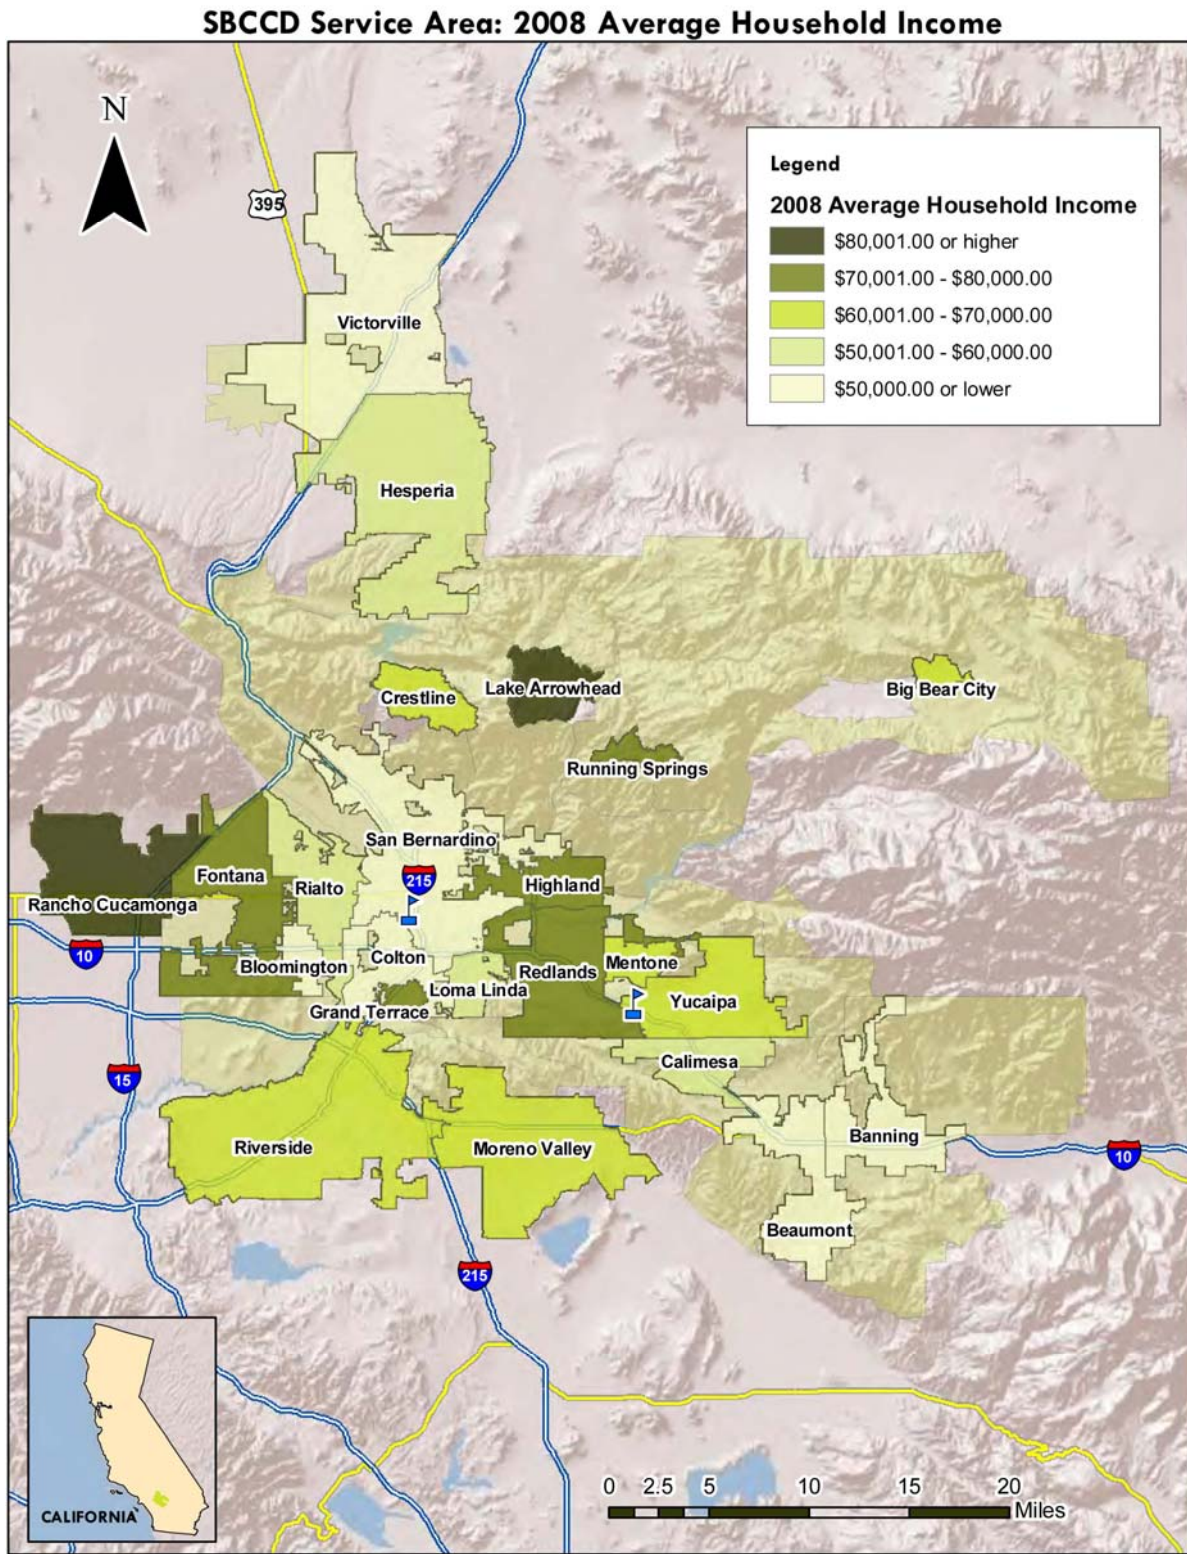 SBCCD Service Area: 2008 Average Household Income
N
395
Legend
2008 Average Household Income
$80,001.00 or higher
$70,001.00 - $80,000.00
$60,001.00 - $70,000.00
$50,001.00 - $60,000.00
$50,000.00 or lower
Victorville
Hesperia
Crestline
Lake Arrowhead
Big Bear City
Running Springs
San Bernardino
Fontana
Rialto
215
Highland
Rancho Cucamonga
10
Bloomington
Colton
Loma Linda
Redlands
Mentone
Yucaipa
Grand Terrace
Calimesa
15
Riverside
Moreno Valley
Banning
10
Beaumont
215
CALIFORNIA
0 2.5 5 10 15 20
Miles